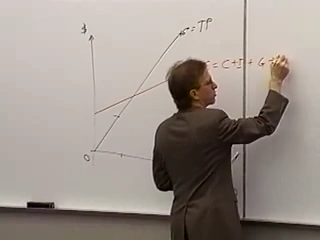 $
45° = TP
= C + I + G +
0